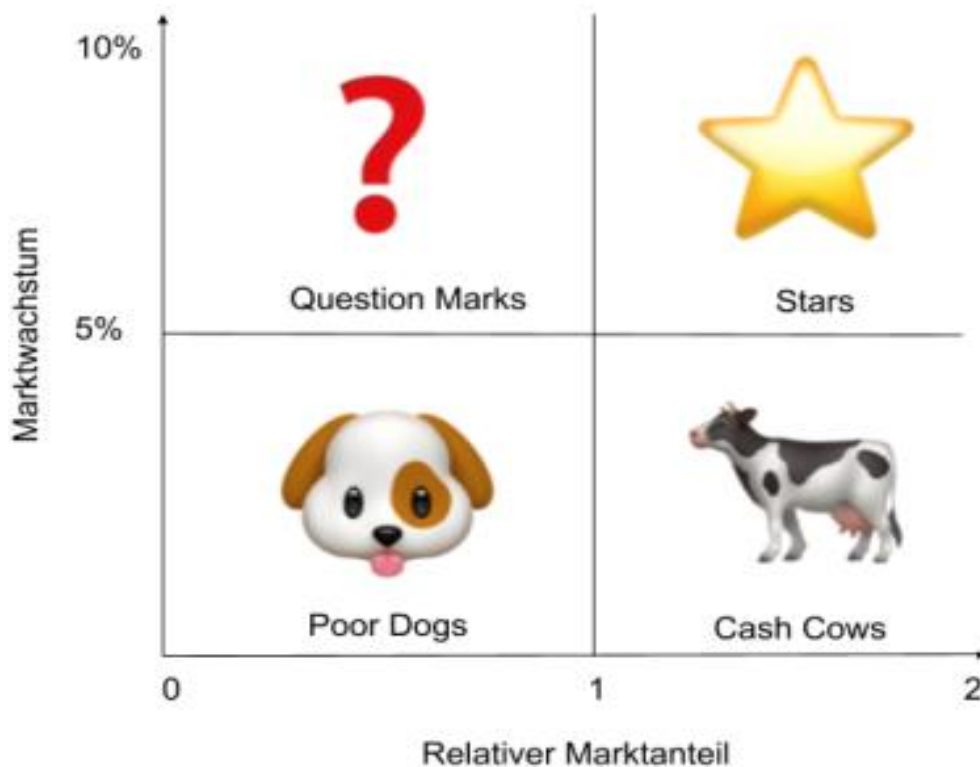 10%
Question Marks
Stars
5%
Marktwachstum
Poor Dogs
Cash Cows
0
1
2
Relativer Marktanteil